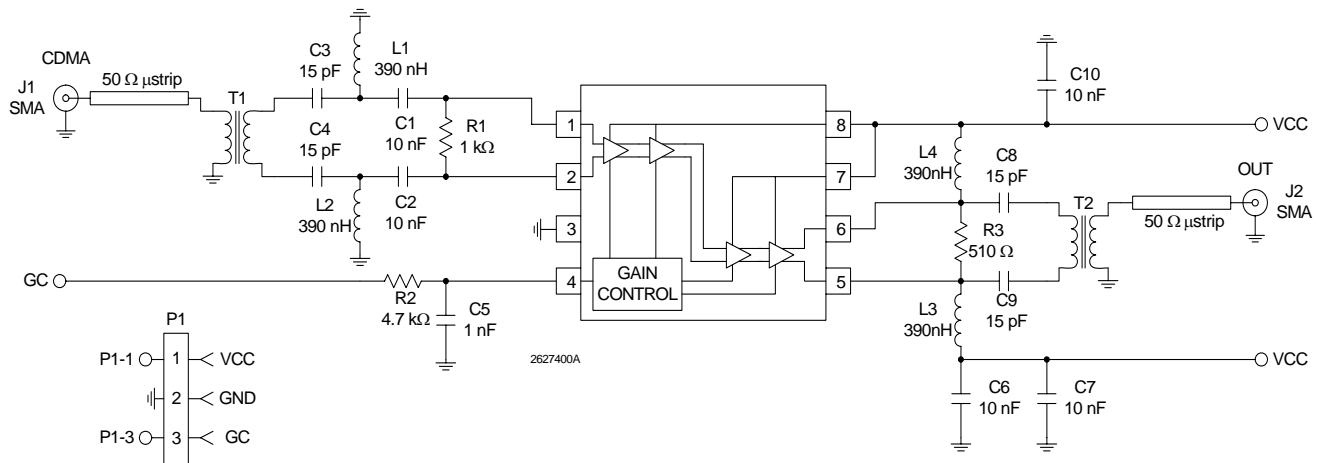 CDMA
J1
SMA
50 Ω μstrip
T1
C3
15 pF
L1
390 nH
C4
15 pF
C1
10 nF
R1
1 kΩ
L2
390 nH
C2
10 nF
GC
R2
4.7 kΩ
C5
1 nF
1
2
3
4
GAIN
CONTROL
8
7
6
5
2627400A
C10
10 nF
VCC
L4
390nH
C8
15 pF
R3
510 Ω
T2
OUT
J2
SMA
50 Ω μstrip
L3
390nH
C9
15 pF
VCC
C6
10 nF
C7
10 nF
P1
P1-1
1
VCC
2
GND
P1-3
3
GC